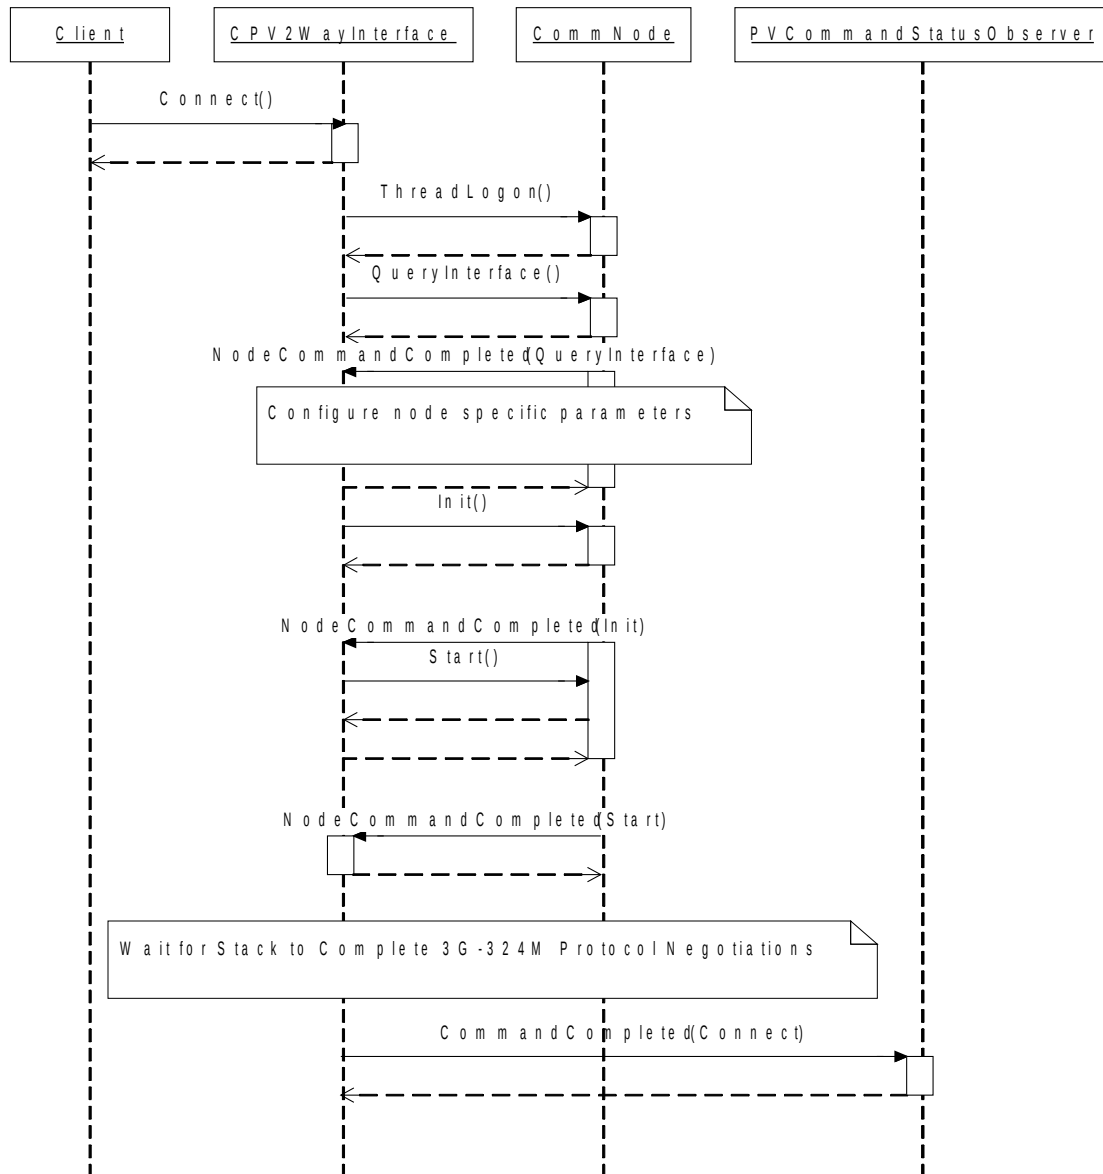 Client
CPV2WayInterface
CommNode
PVCommandStatusObserver
Connect()
ThreadLogon()
QueryInterface()
NodeCommandCompleted(QueryInterface)
Configure node specific parameters
Init()
NodeCommandCompleted(Init)
Start()
NodeCommandCompleted(Start)
Wait for Stack to Complete 3G-324M Protocol Negotiations
CommandCompleted(Connect)